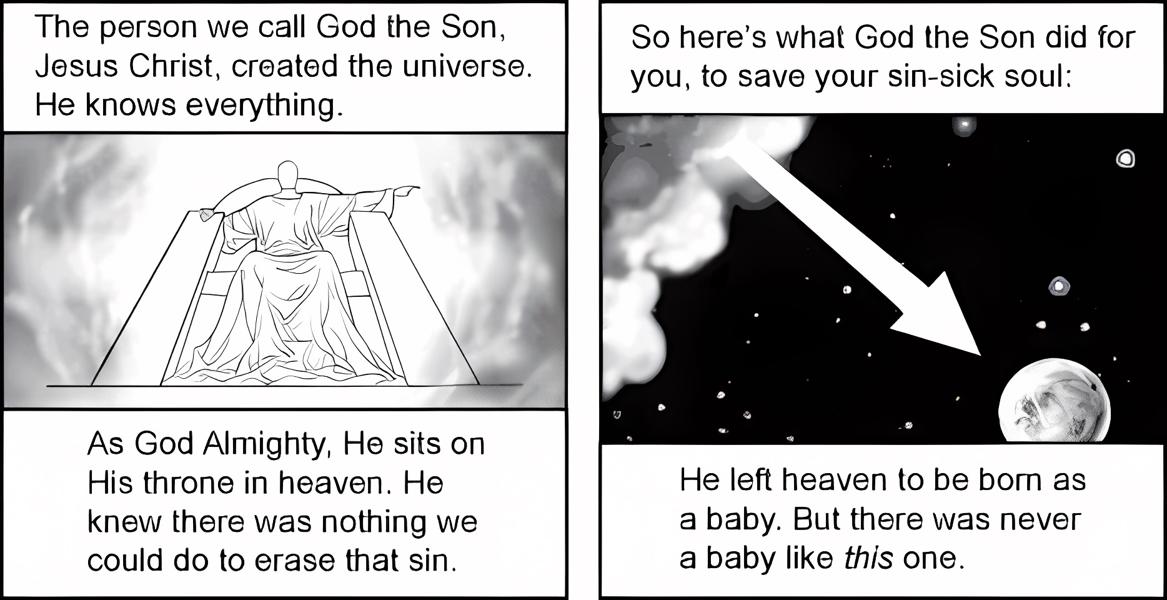 The person we call God the Son,
Jesus Christ, created the universe.
He knows everything.
As God Almighty, He sits on
His throne in heaven. He
knew there was nothing we
could do to erase that sin.
So here's what God the Son did for
you, to save your sin-sick soul:
He left heaven to be born as
a baby. But there was never
a baby like this one.